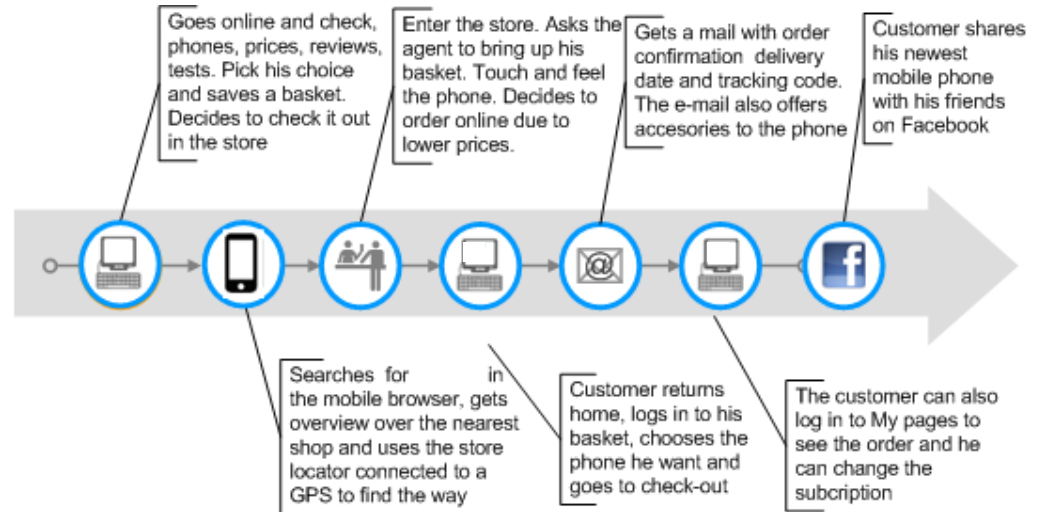 Goes online and check,
phones, prices, reviews,
tests. Pick his choice
and saves a basket.
Decides to check it out
in the store
Enter the store. Asks the
agent to bring up his
basket. Touch and feel
the phone. Decides to
order online due to
lower prices.
Gets a mail with order
confirmation delivery
date and tracking code.
The e-mail also offers
accesories to the phone
Customer shares
his newest
mobile phone
with his friends
on Facebook
@
f
Searches for in
the mobile browser, gets
overview over the nearest
shop and uses the store
locator connected to a
GPS to find the way
Customer returns
home, logs in to his
basket, chooses the
phone he want and
goes to check-out
The customer can also
log in to My pages to
see the order and he
can change the
subcription